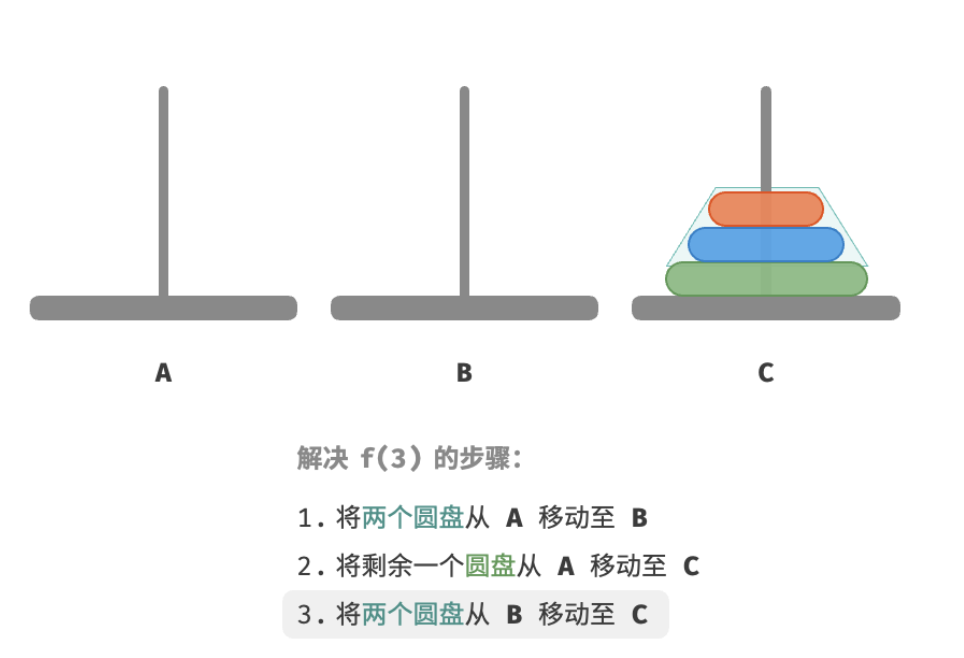 A B C
解决 f(3) 的步骤：
1. 将两个圆盘从 A 移动至 B
2. 将剩余一个圆盘从 A 移动至 C
3. 将两个圆盘从 B 移动至 C